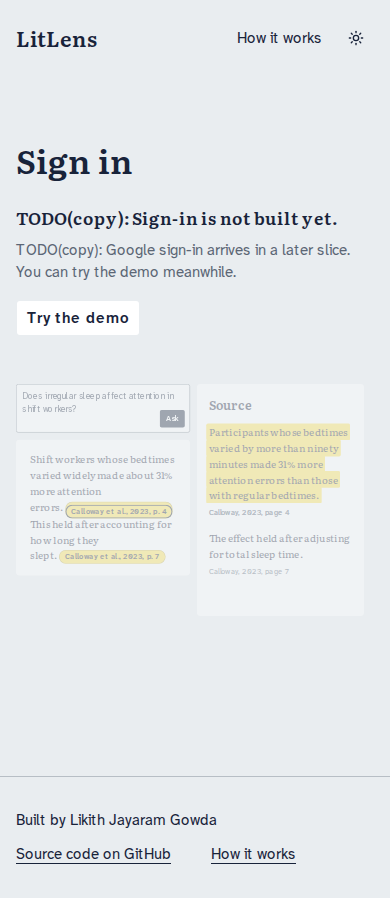 LitLens
How it works
Sign in
TODO(copy): Sign-in is not built yet.
TODO(copy): Google sign-in arrives in a later slice.
You can try the demo meanwhile.
Try the demo
Does irregular sleep affect attention in
shift workers?
Ask
Shift workers whose bedtimes
varied widely made about 31%
more attention
errors. Calloway et al., 2023, p. 4
This held after accounting for
how long they
slept. Calloway et al., 2023, p. 7
Source
Participants whose bedtimes
varied by more than ninety
minutes made 31% more
attention errors than those
with regular bedtimes.
Calloway, 2023, page 4
The effect held after adjusting
for total sleep time.
Calloway, 2023, page 7
Built by Likith Jayaram Gowda
Source code on GitHub
How it works